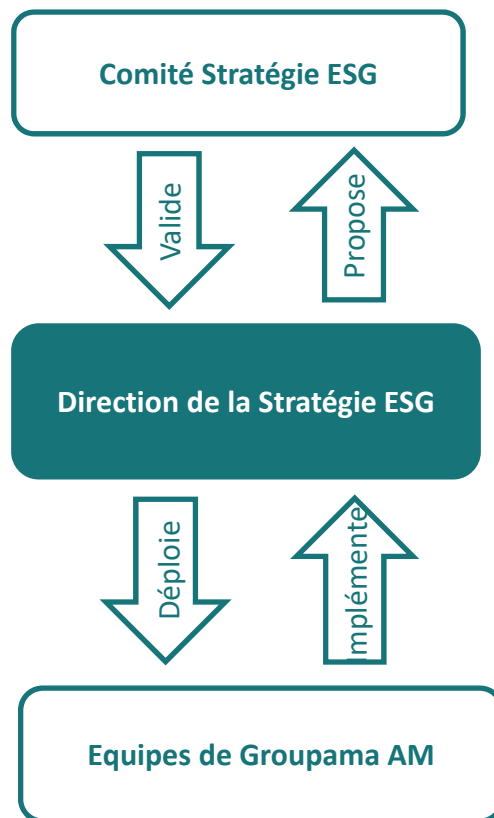 Comité Stratégie ESG
Valide
Propose
Direction de la Stratégie ESG
Déploie
Implémente
Equipes de Groupama AM